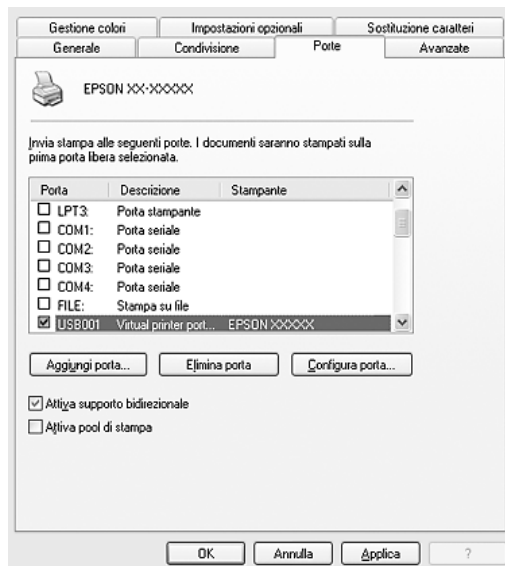 Gestione colori Impostazioni opzionali Sostituzione caratteri
Generale Condivisione Porte Avanzate
EPSON XX-XXXXX
Invia stampa alle seguenti porte. I documenti saranno stampati sulla
prima porta libera selezionata.
Porta Descrizione Stampante
LPT3: Porta stampante
COM1: Porta seriale
COM2: Porta seriale
COM3: Porta seriale
COM4: Porta seriale
FILE: Stampa su file
USB001 Virtual printer port... EPSON XXXXX
Aggiungi porta... Elimina porta Configura porta...
Attiva supporto bidirezionale
Attiva pool di stampa
OK Annulla Applica ?